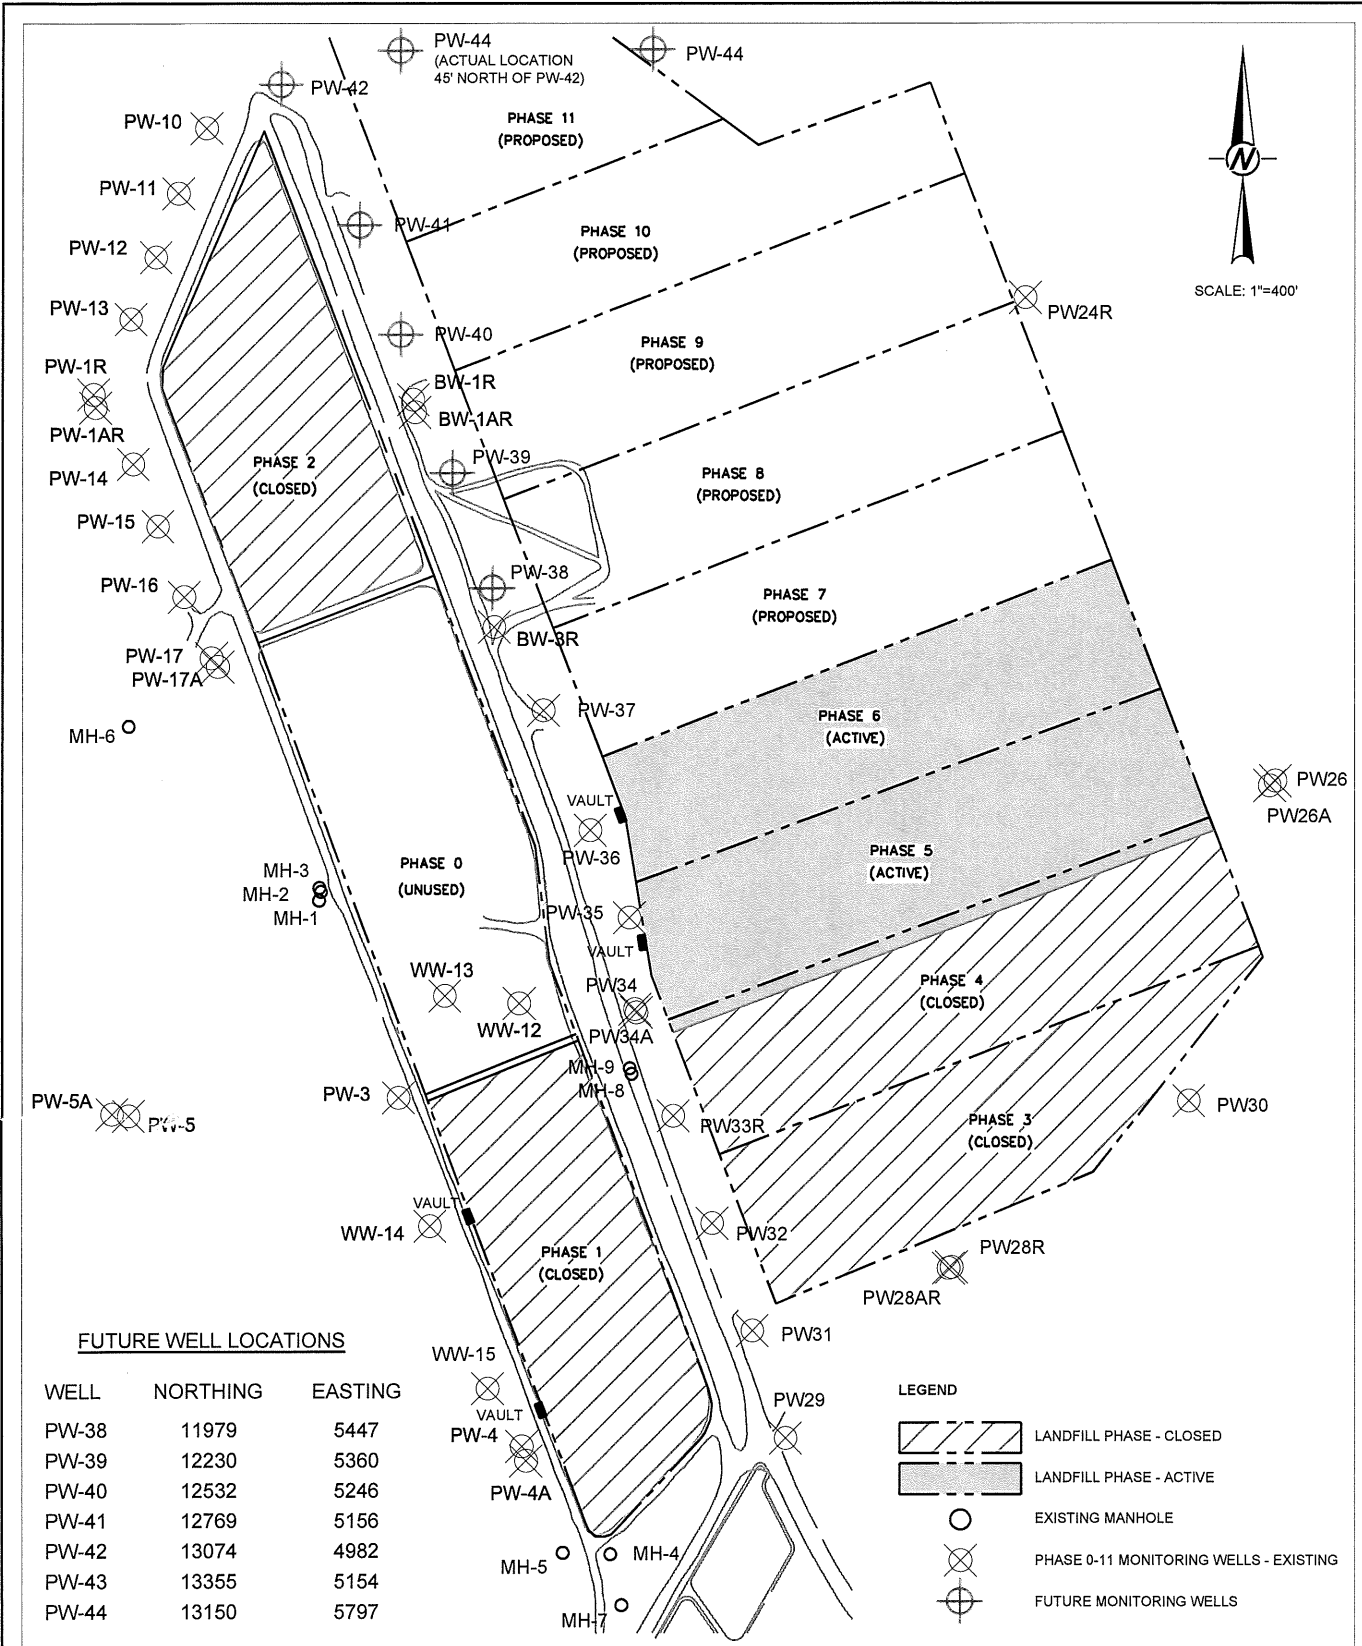 PW-44
(ACTUAL LOCATION
45' NORTH OF PW-42)
PW-44
PW-42
PW-10
PHASE 11
(PROPOSED)
N
PW-11
PW-41
PHASE 10
(PROPOSED)
PW-12
SCALE: 1"=400'
PW-13
PW24R
PW-40
PHASE 9
(PROPOSED)
PW-1R
BW-1R
PW-1AR
BW-1AR
PW-14
PHASE 2
(CLOSED)
PW-39
PHASE 8
(PROPOSED)
PW-15
PW-16
PW-38
PHASE 7
(PROPOSED)
BW-3R
PW-17
PW-17A
PW-37
PHASE 6
(ACTIVE)
MH-6
PW26
PW26A
VAULT
PW-36
PHASE 5
(ACTIVE)
PHASE 0
(UNUSED)
MH-3
MH-2
MH-1
PW-35
VAULT
WW-13
WW-12
PW34
PW34A
PHASE 4
(CLOSED)
MH-9
MH-8
PW-3
PW-5A
PW-5
PW33R
PHASE 3
(CLOSED)
PW30
VAULT
WW-14
PW32
PHASE 1
(CLOSED)
PW28R
PW28AR
PW31
WW-15
VAULT
PW-4
PW-4A
PW29
MH-5
MH-4
MH-7
FUTURE WELL LOCATIONS
WELL NORTHING EASTING
PW-38 11979 5447
PW-39 12230 5360
PW-40 12532 5246
PW-41 12769 5156
PW-42 13074 4982
PW-43 13355 5154
PW-44 13150 5797
LEGEND
LANDFILL PHASE - CLOSED
LANDFILL PHASE - ACTIVE
EXISTING MANHOLE
PHASE 0-11 MONITORING WELLS - EXISTING
FUTURE MONITORING WELLS